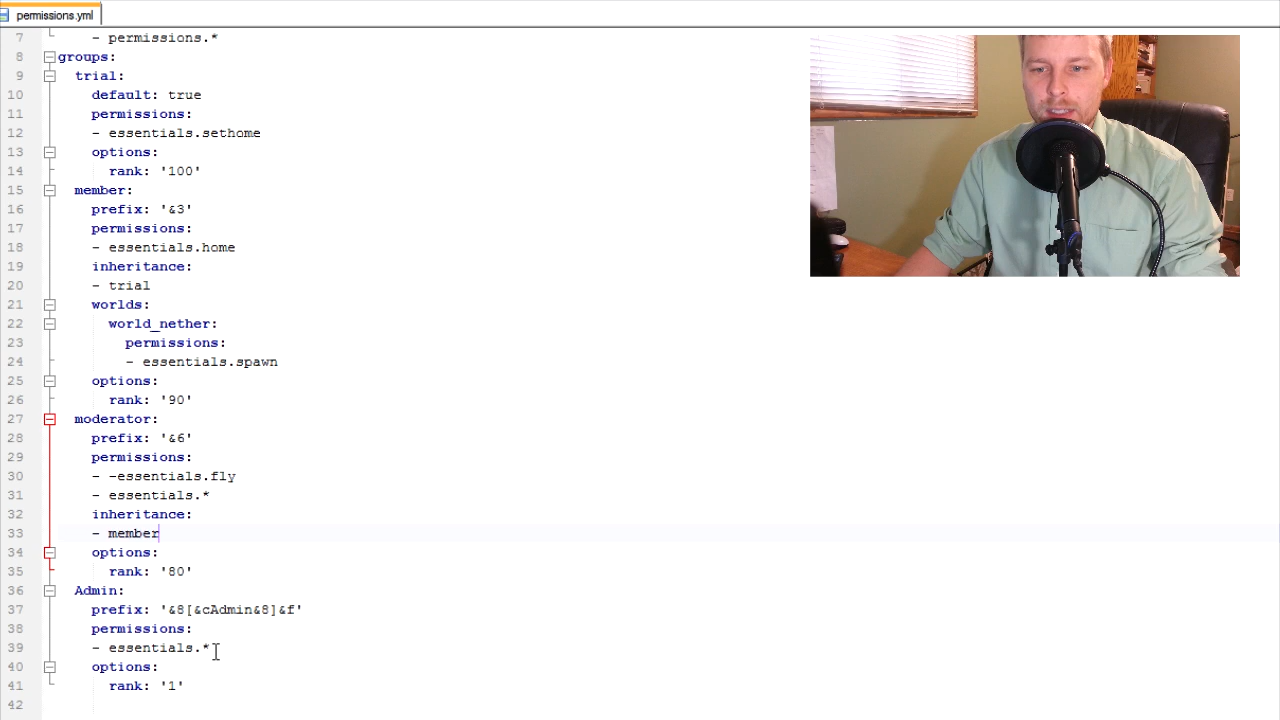 permissions.yml
7 - permissions.*
8 groups:
9 trial:
10 default: true
11 permissions:
12 - essentials.sethome
13 options:
14 rank: '100'
15 member:
16 prefix: '&3'
17 permissions:
18 - essentials.home
19 inheritance:
20 - trial
21 worlds:
22 world_nether:
23 permissions:
24 - essentials.spawn
25 options:
26 rank: '90'
27 moderator:
28 prefix: '&6'
29 permissions:
30 - -essentials.fly
31 - essentials.*
32 inheritance:
33 - member
34 options:
35 rank: '80'
36 Admin:
37 prefix: '&8[&cAdmin&8]&f'
38 permissions:
39 - essentials.*
40 options:
41 rank: '1'
42